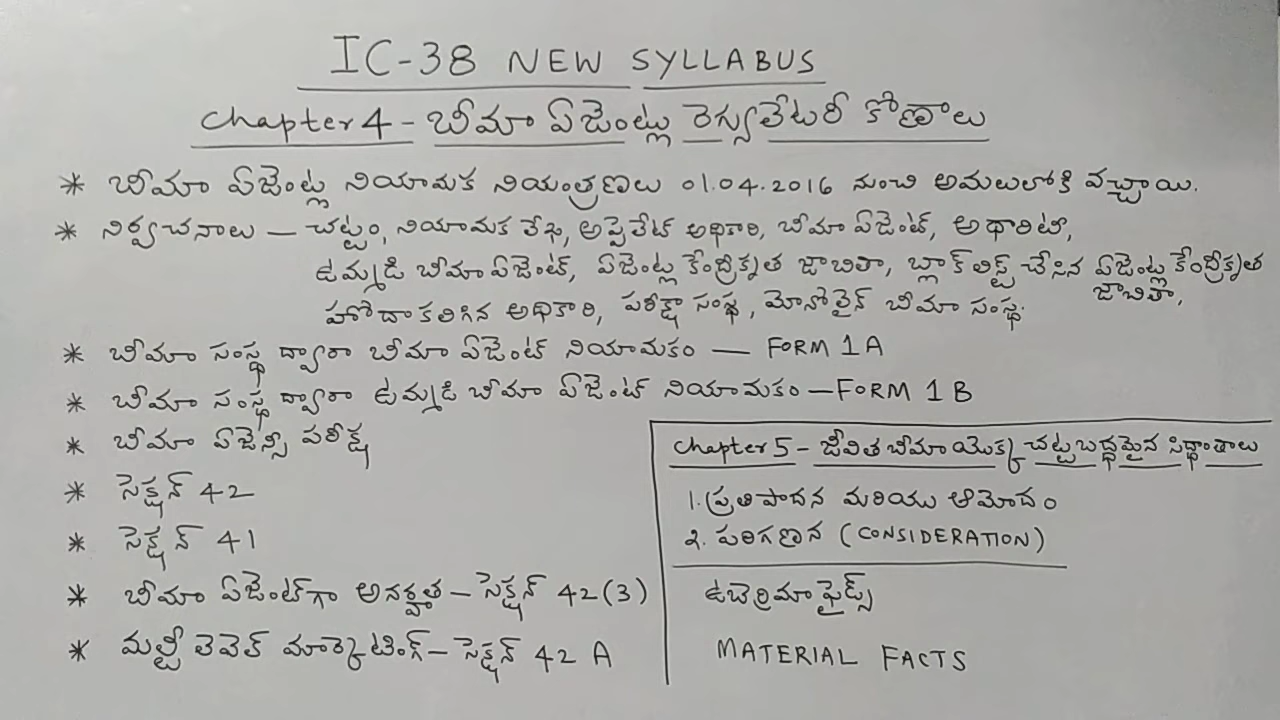 IC-38 NEW SYLLABUS
Chapter 4 - బీమా ఏజెంట్లు రెగ్యులేటరీ కోణాలు
* బీమా ఏజెంట్ల నియామక నియంత్రణలు 01.04.2016 నుంచి అమలులోకి వచ్చాయి.
* నిర్వచనాలు – చట్టం, నియామక లేఖ, అప్పెలేట్ అధికారి, బీమా ఏజెంట్, అథారిటీ,
ఉమ్మడి బీమా ఏజెంట్, ఏజెంట్ల కేంద్రీకృత జాబితా, బ్లాక్ లిస్ట్ చేసిన ఏజెంట్ల కేంద్రీకృత
జాబితా,
హోదా కలిగిన అధికారి, పరీక్షా సంస్థ, మోనోలైన్ బీమా సంస్థ.
* బీమా సంస్థ ద్వారా బీమా ఏజెంట్ నియామకం – FORM 1A
* బీమా సంస్థ ద్వారా ఉమ్మడి బీమా ఏజెంట్ నియామకం – FORM 1B
* బీమా ఏజెన్సీ పరీక్ష
* సెక్షన్ 42
* సెక్షన్ 41
* బీమా ఏజెంట్‌గా అనర్హత – సెక్షన్ 42(3)
* మల్టీ లెవెల్ మార్కెటింగ్ – సెక్షన్ 42 A
Chapter 5 - జీవిత బీమా యొక్క చట్టబద్ధమైన సిద్ధాంతాలు
1. ప్రతిపాదన మరియు ఆమోదం
2. పరిగణన (CONSIDERATION)
ఉబెర్రిమా ఫైడ్స్
MATERIAL FACTS